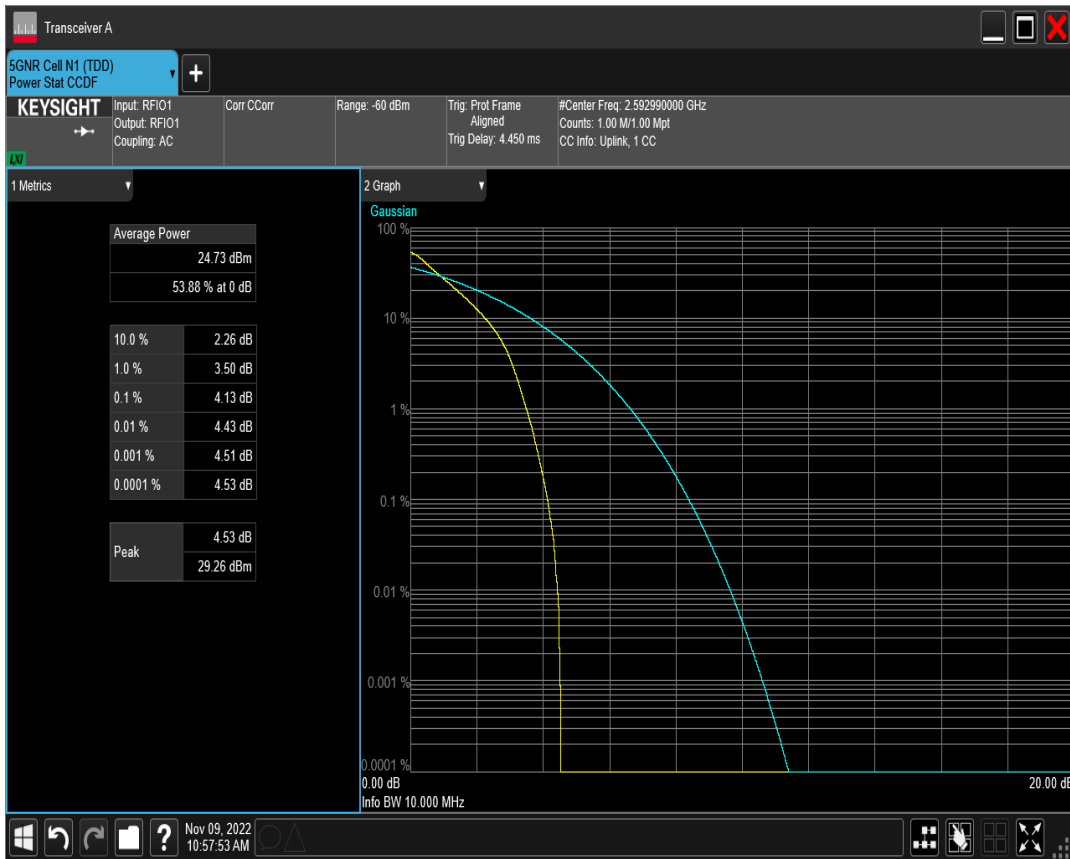 Transceiver A
5GNR Cell N1 (TDD)
Power Stat CCDF
+
KEYSIGHT
LXI
Input: RFIO1
Output: RFIO1
Coupling: AC
Corr CCorr
Range: -60 dBm
Trig: Prot Frame
Aligned
Trig Delay: 4.450 ms
#Center Freq: 2.592990000 GHz
Counts: 1.00 M/1.00 Mpt
CC Info: Uplink, 1 CC
1 Metrics
Average Power
24.73 dBm
53.88 % at 0 dB
10.0 % 2.26 dB
1.0 % 3.50 dB
0.1 % 4.13 dB
0.01 % 4.43 dB
0.001 % 4.51 dB
0.0001 % 4.53 dB
Peak
4.53 dB
29.26 dBm
2 Graph
Gaussian
100 %
10 %
1 %
0.1 %
0.01 %
0.001 %
0.0001 %
0.00 dB 20.00 dB
Info BW 10.000 MHz
?
Nov 09, 2022
10:57:53 AM